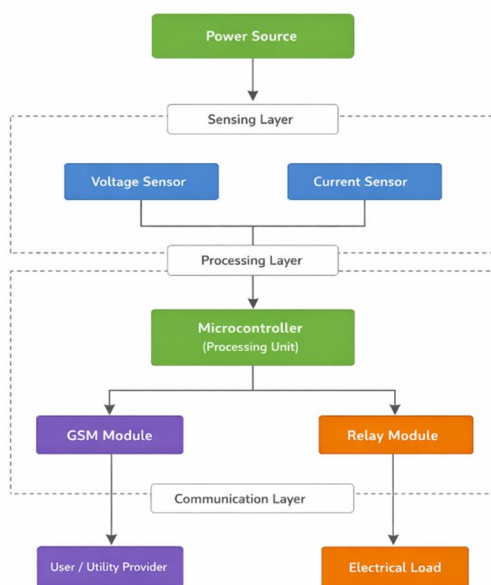 Power Source
Sensing Layer
Voltage Sensor
Current Sensor
Processing Layer
Microcontroller
(Processing Unit)
GSM Module
Relay Module
Communication Layer
User / Utility Provider
Electrical Load